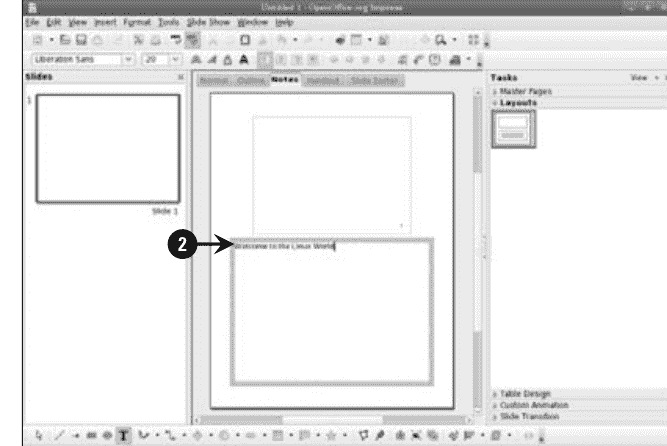 Untitled 1 - OpenOffice.org Impress
File Edit View Insert Format Tools Slide Show Window Help
Liberation Sans 20
Slides
Normal Outline Notes Handout Slide Sorter
Tasks View
Master Pages
Layouts
1
Slide 1
2
Welcome to the Linux World
Table Design
Custom Animation
Slide Transition
T